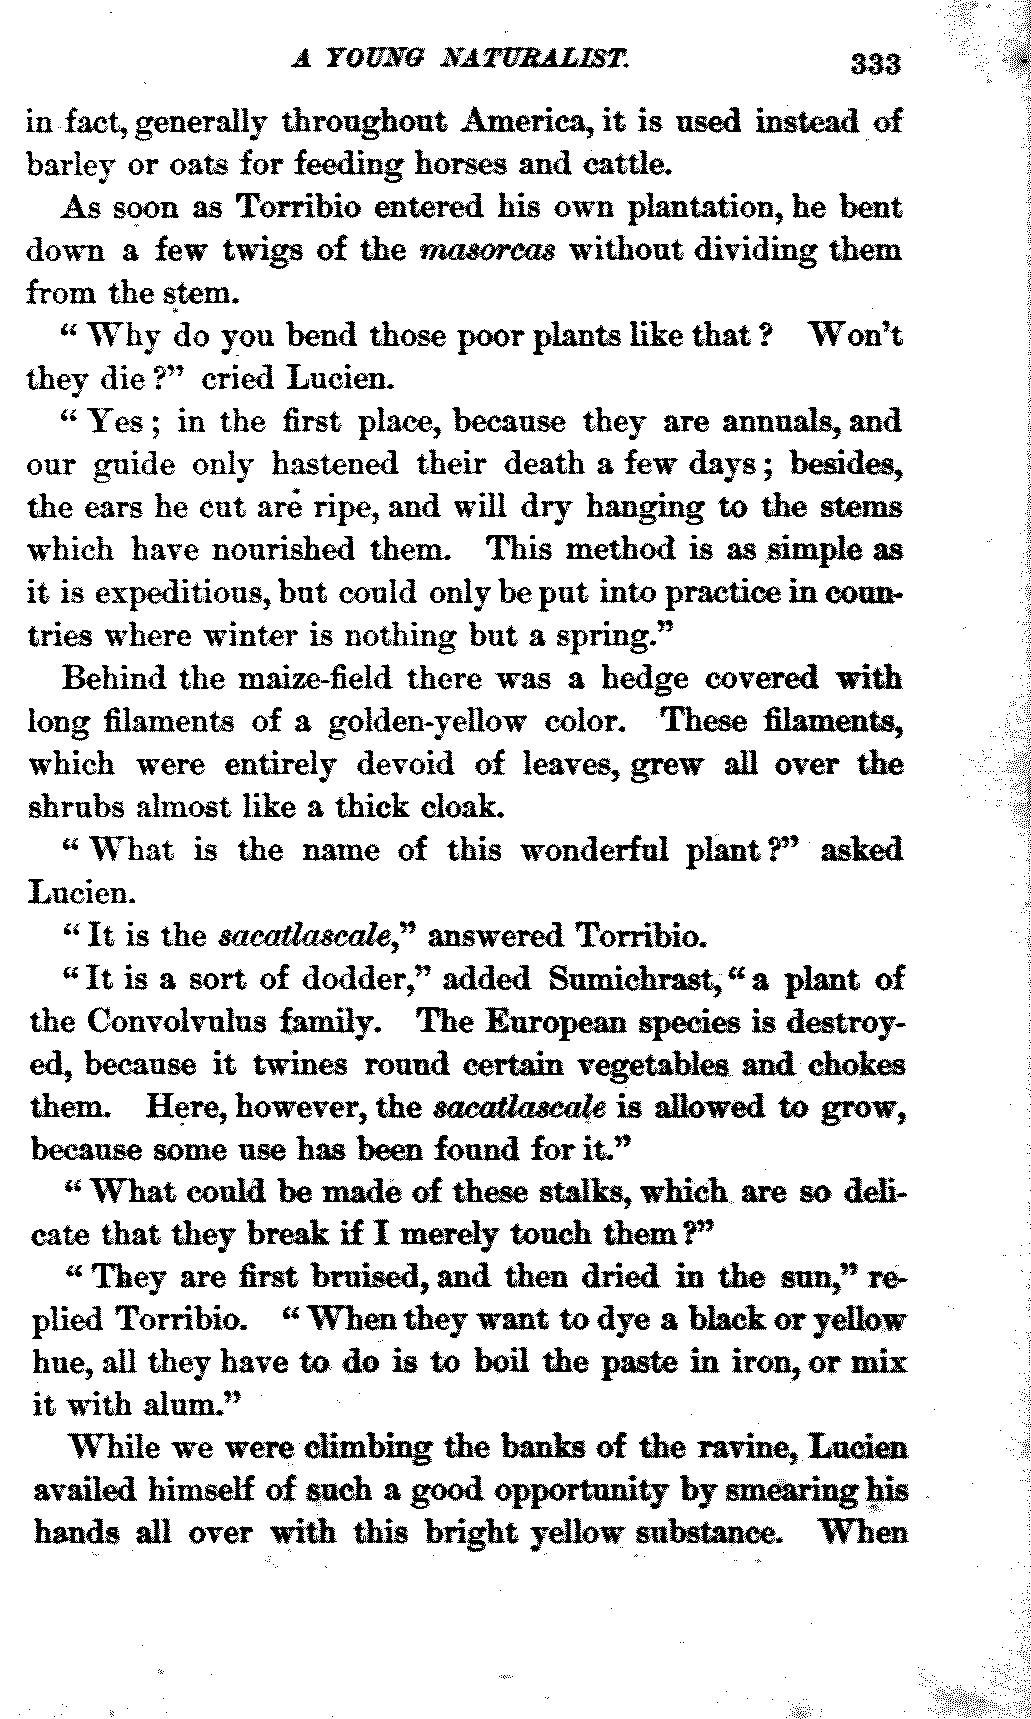 A YOUNG NATURALIST. 333
in fact, generally throughout America, it is used instead of
barley or oats for feeding horses and cattle.
As soon as Torribio entered his own plantation, he bent
down a few twigs of the masorcas without dividing them
from the stem.
“ Why do you bend those poor plants like that ? Won’t
they die ?” cried Lucien.
“ Yes ; in the first place, because they are annuals, and
our guide only hastened their death a few days ; besides,
the ears he cut are ripe, and will dry hanging to the stems
which have nourished them. This method is as simple as
it is expeditious, but could only be put into practice in coun-
tries where winter is nothing but a spring.”
Behind the maize-field there was a hedge covered with
long filaments of a golden-yellow color. These filaments,
which were entirely devoid of leaves, grew all over the
shrubs almost like a thick cloak.
“ What is the name of this wonderful plant ?” asked
Lucien.
“ It is the sacatlascale,” answered Torribio.
“ It is a sort of dodder,” added Sumichrast, “ a plant of
the Convolvulus family. The European species is destroy-
ed, because it twines round certain vegetables and chokes
them. Here, however, the sacatlascale is allowed to grow,
because some use has been found for it.”
“ What could be made of these stalks, which are so deli-
cate that they break if I merely touch them ?”
“ They are first bruised, and then dried in the sun,” re-
plied Torribio. “ When they want to dye a black or yellow
hue, all they have to do is to boil the paste in iron, or mix
it with alum.”
While we were climbing the banks of the ravine, Lucien
availed himself of such a good opportunity by smearing his
hands all over with this bright yellow substance. When